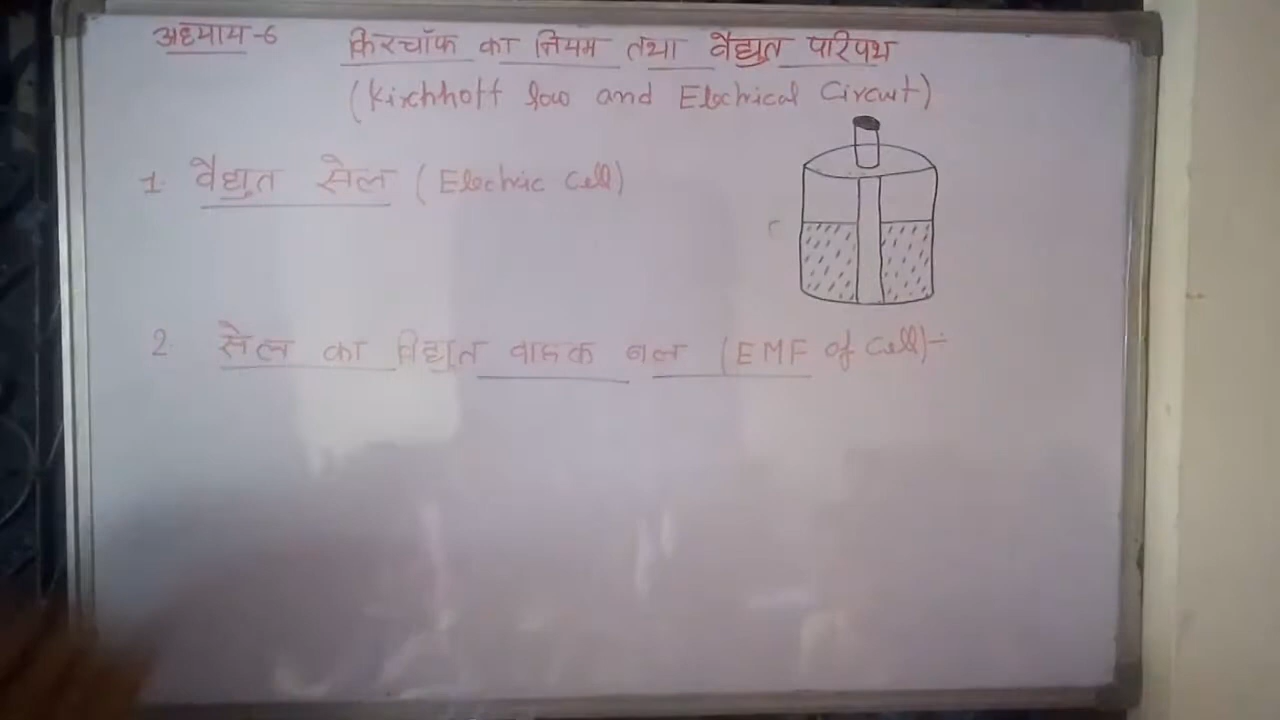 अध्याय-6 किरचॉफ का नियम तथा वैद्युत परिपथ
(Kirchhoff law and Electrical Circuit)
1. वैद्युत सेल (Electric Cell)
2. सेल का विद्युत वाहक बल (EMF of Cell)÷